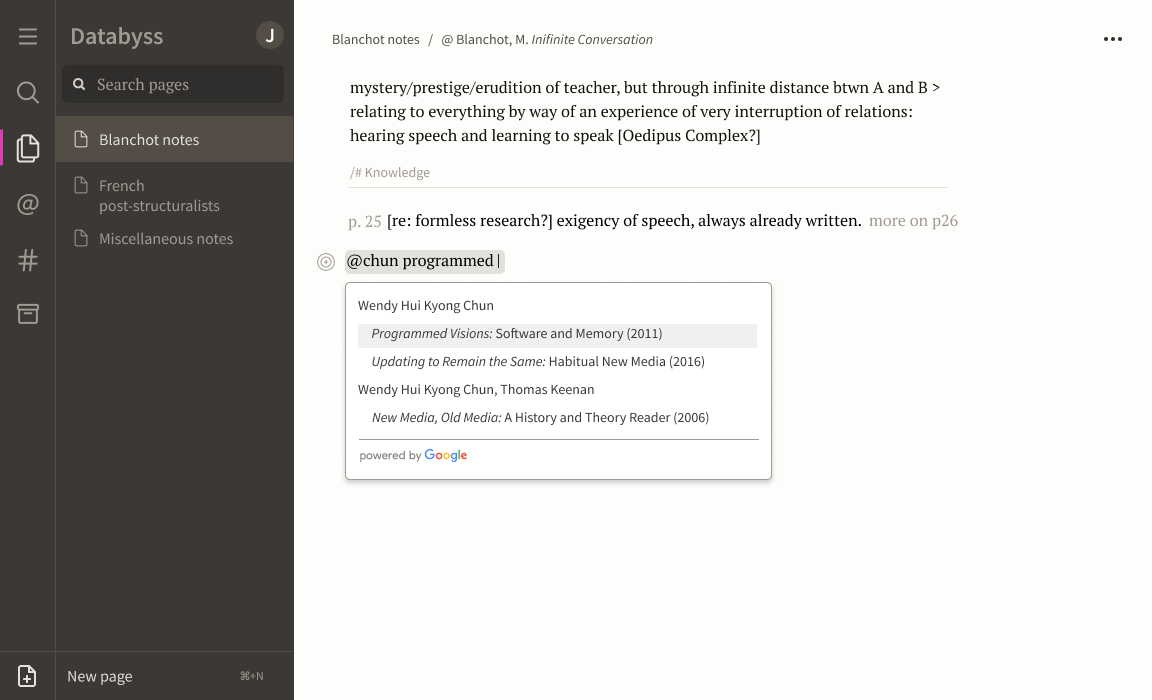 Databyss
J
Search pages
Blanchot notes
French
post-structuralists
Miscellaneous notes
@
#
New page
⌘+N
Blanchot notes / @ Blanchot, M. Inifinite Conversation
mystery/prestige/erudition of teacher, but through infinite distance btwn A and B >
relating to everything by way of an experience of very interruption of relations:
hearing speech and learning to speak [Oedipus Complex?]
/# Knowledge
p. 25 [re: formless research?] exigency of speech, always already written. more on p26
@chun programmed
Wendy Hui Kyong Chun
Programmed Visions: Software and Memory (2011)
Updating to Remain the Same: Habitual New Media (2016)
Wendy Hui Kyong Chun, Thomas Keenan
New Media, Old Media: A History and Theory Reader (2006)
powered by Google